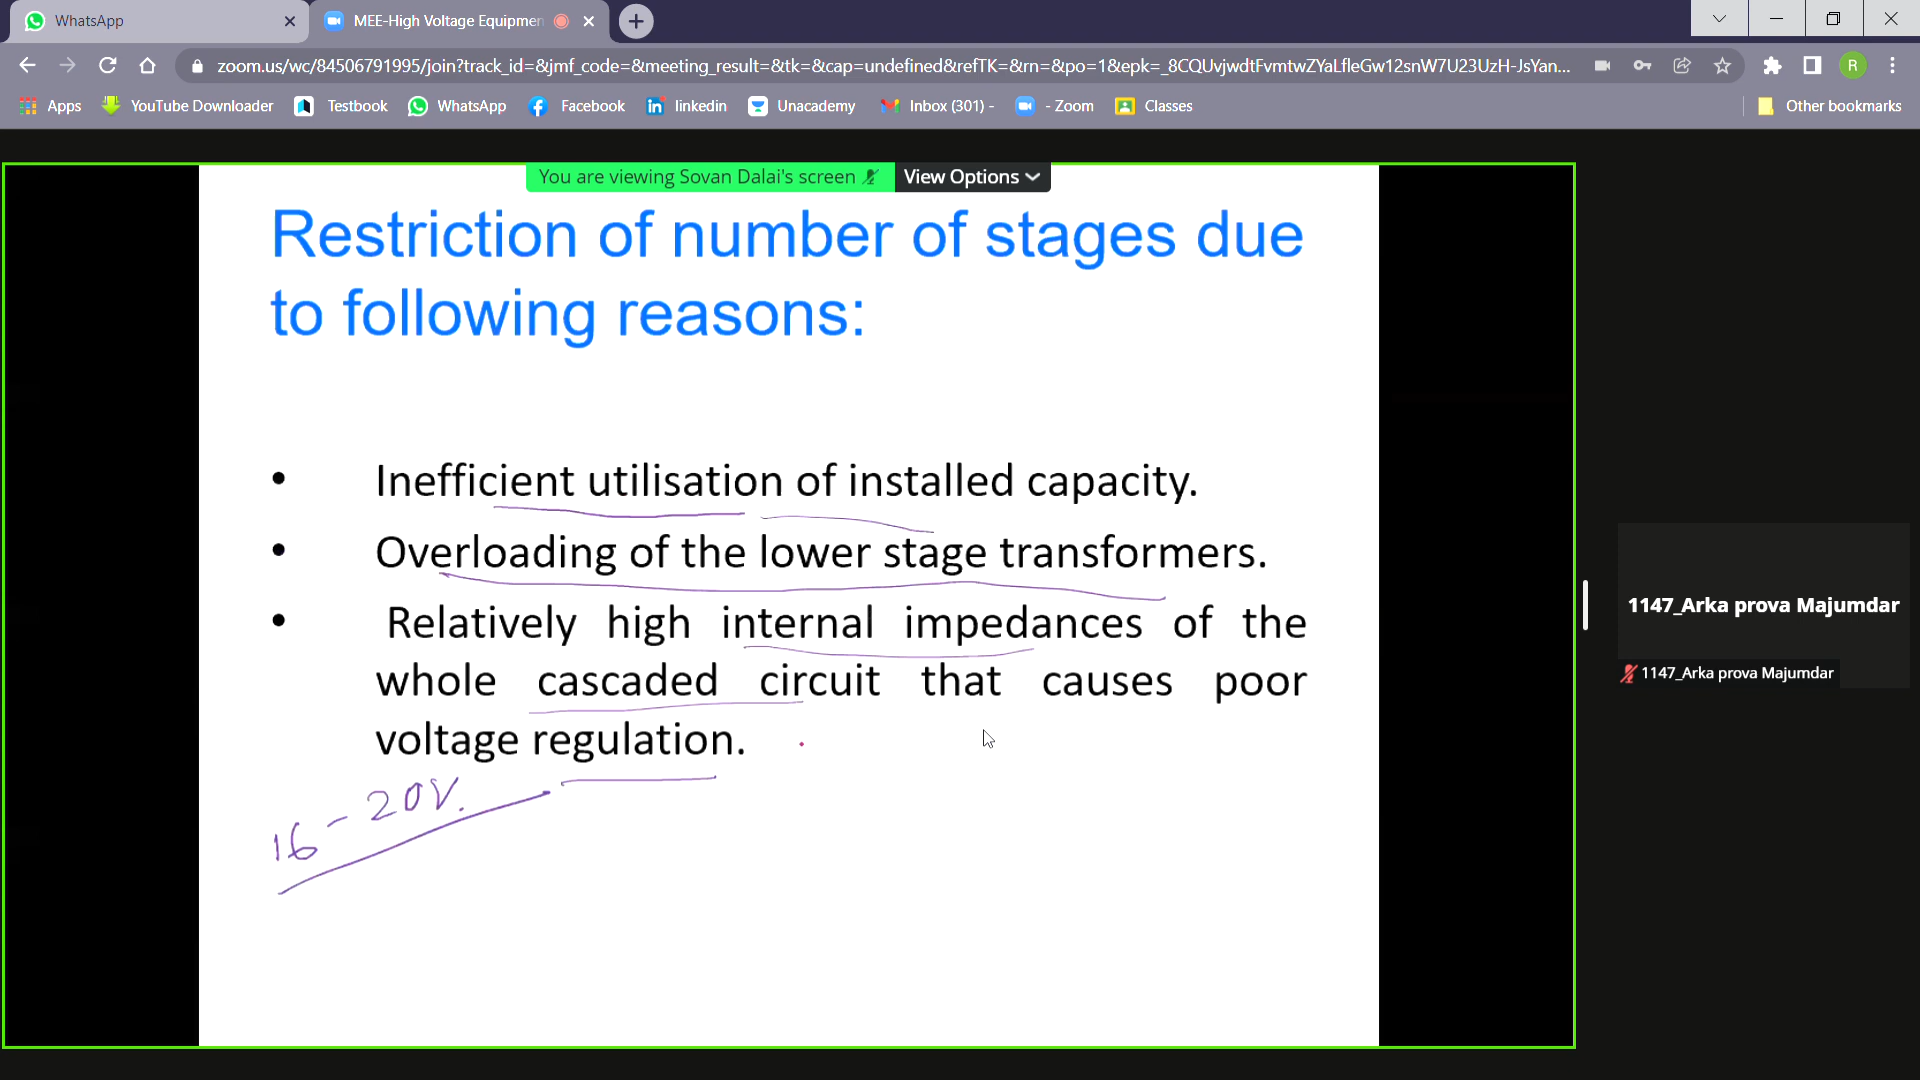 WhatsApp
MEE-High Voltage Equipmen
zoom.us/wc/84506791995/join?track_id=&jmf_code=&meeting_result=&tk=&cap=undefined&refTK=&rn=&po=1&epk=_8CQUvjwdtFvmtwZYaLfleGw12snW7U23UzH-JsYan...
R
Apps YouTube Downloader Testbook WhatsApp Facebook linkedin Unacademy Inbox (301) - - Zoom Classes Other bookmarks
You are viewing Sovan Dalai's screen View Options
Restriction of number of stages due
to following reasons:
• Inefficient utilisation of installed capacity.
• Overloading of the lower stage transformers.
• Relatively high internal impedances of the
whole cascaded circuit that causes poor
voltage regulation.
16 - 20V.
1147_Arka prova Majumdar
1147_Arka prova Majumdar